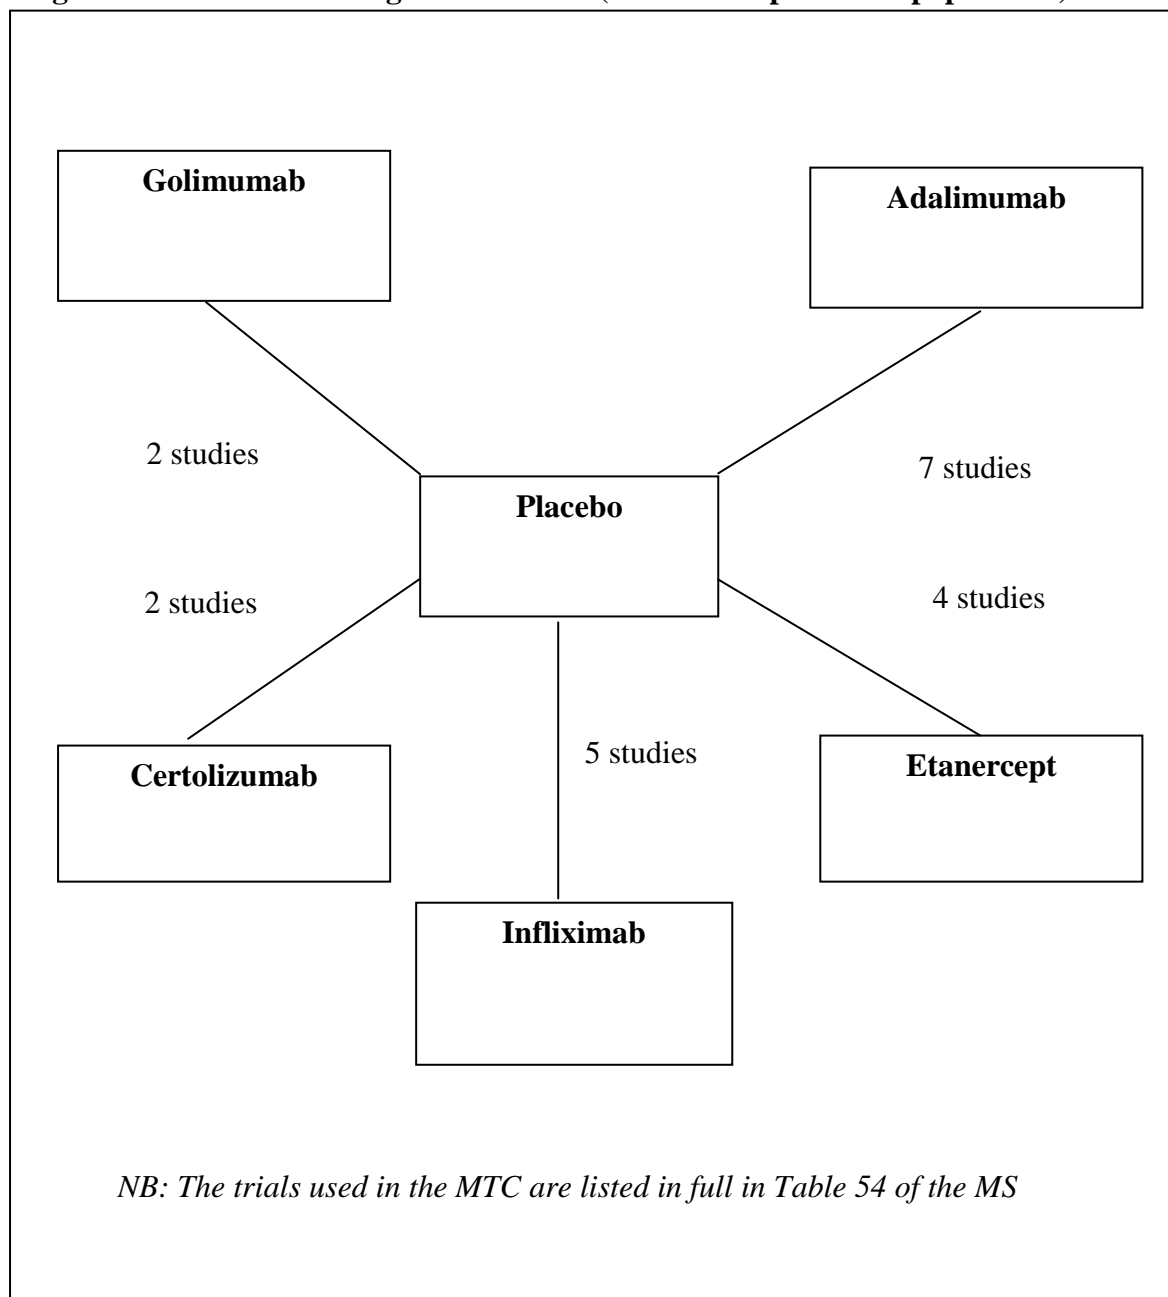 Golimumab
Adalimumab
2 studies
7 studies
Placebo
2 studies
4 studies
5 studies
Certolizumab
Etanercept
Infliximab
NB: The trials used in the MTC are listed in full in Table 54 of the MS